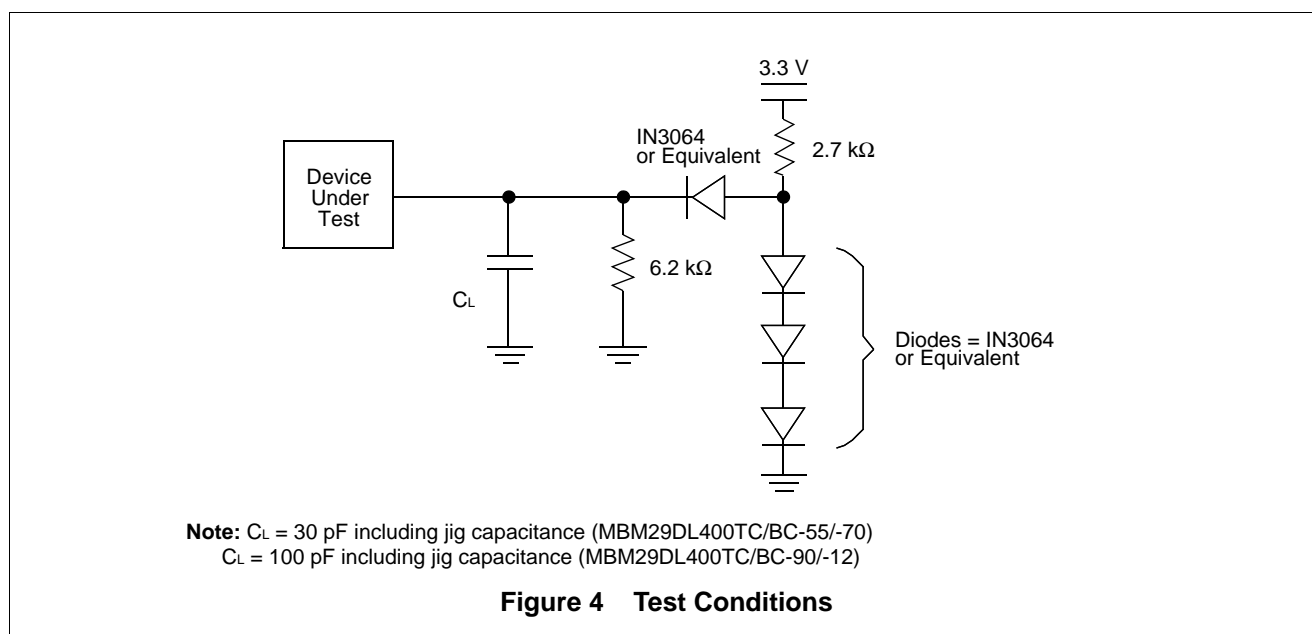 3.3 V
IN3064
or Equivalent
2.7 kΩ
Device
Under
Test
6.2 kΩ
CL
Diodes = IN3064
or Equivalent
Note: CL = 30 pF including jig capacitance (MBM29DL400TC/BC-55/-70)
CL = 100 pF including jig capacitance (MBM29DL400TC/BC-90/-12)
Figure 4 Test Conditions